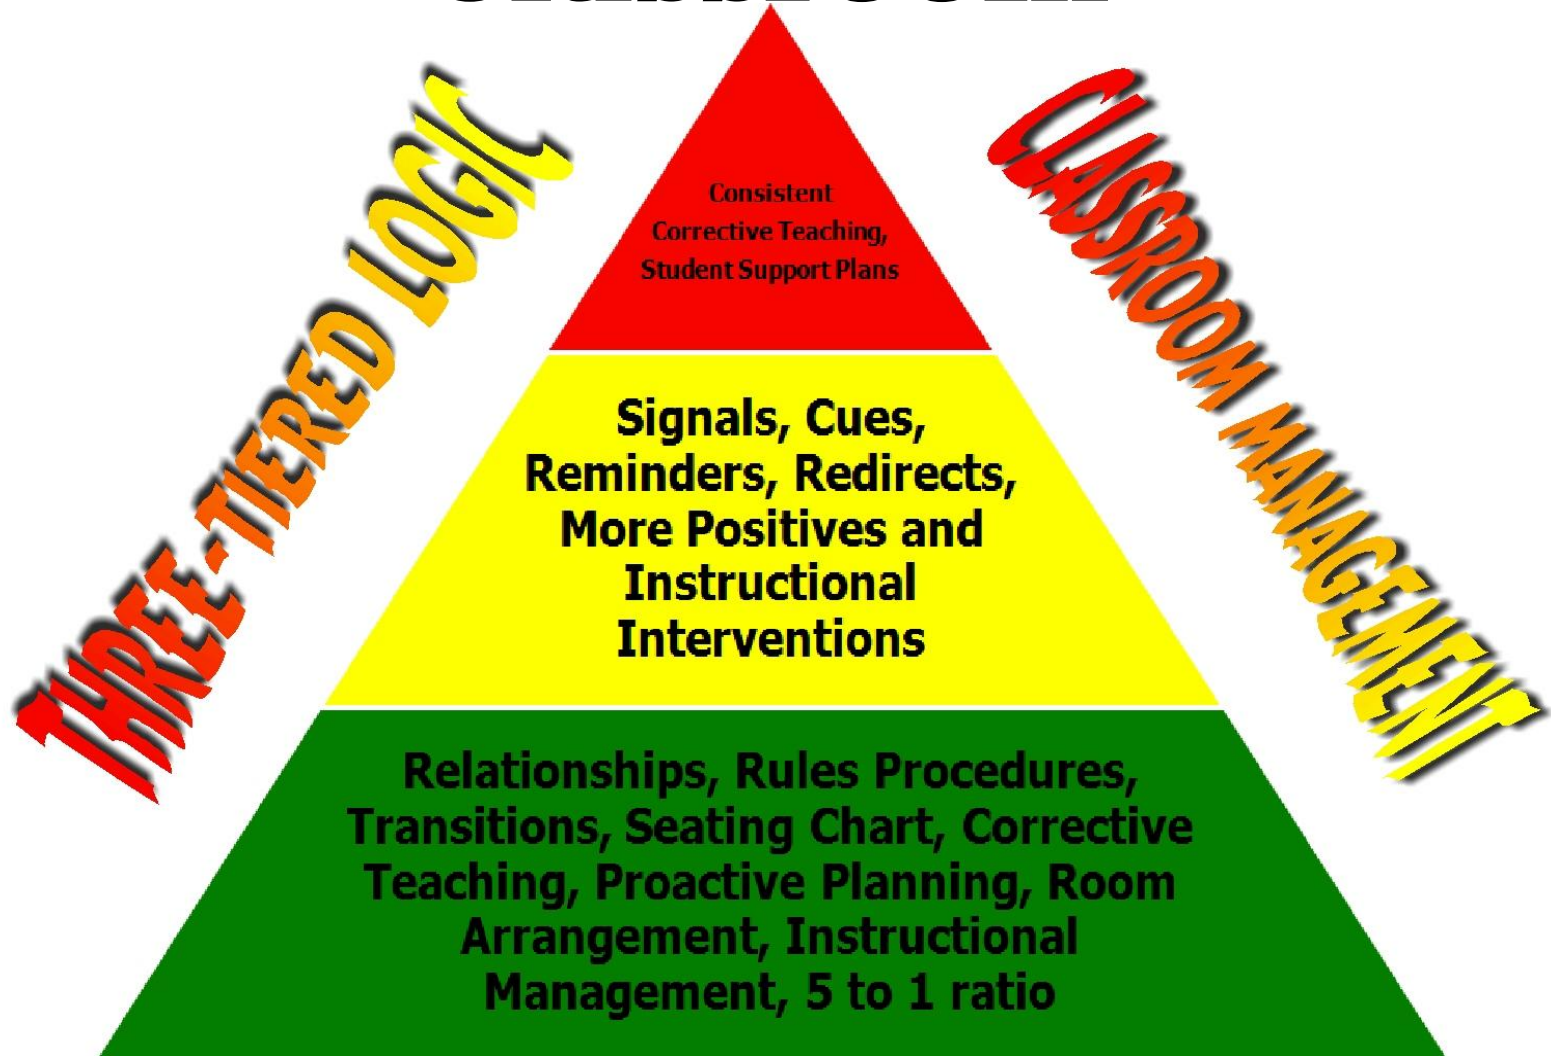 THREE-TIERED LOGIC
CLASSROOM MANAGEMENT
Consistent
Corrective Teaching,
Student Support Plans
Signals, Cues,
Reminders, Redirects,
More Positives and
Instructional
Interventions
Relationships, Rules Procedures,
Transitions, Seating Chart, Corrective
Teaching, Proactive Planning, Room
Arrangement, Instructional
Management, 5 to 1 ratio